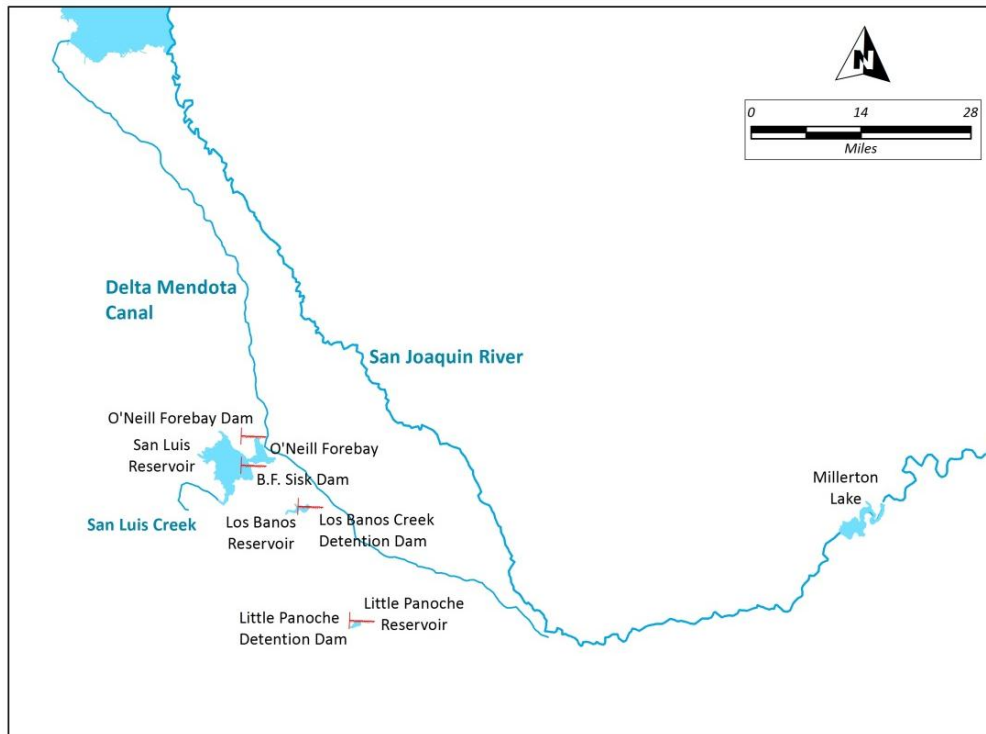 N
0 14 28
Miles
Delta Mendota
Canal
San Joaquin River
O'Neill Forebay Dam
San Luis
Reservoir
O'Neill Forebay
B.F. Sisk Dam
San Luis Creek
Los Banos
Reservoir
Los Banos Creek
Detention Dam
Millerton
Lake
Little Panoche
Detention Dam
Little Panoche
Reservoir